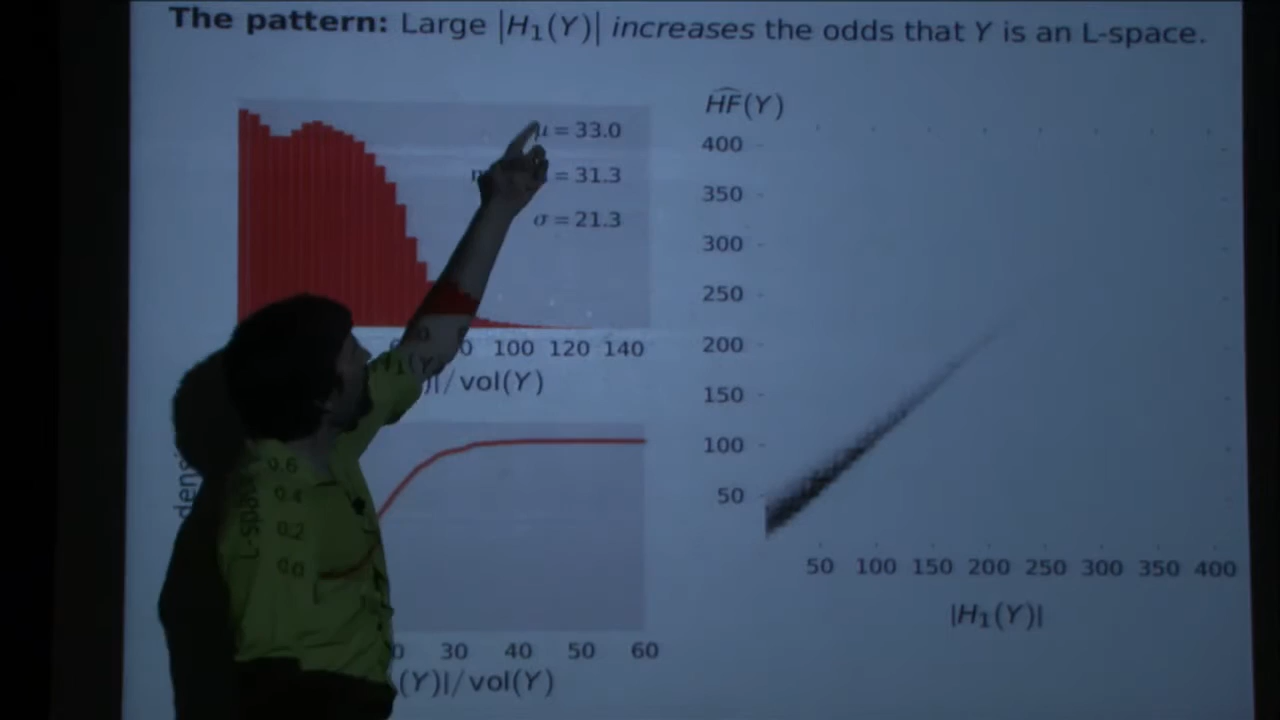 The pattern: Large |H₁(Y)| increases the odds that Y is an L-space.
μ = 33.0
= 31.3
σ = 21.3
100 120 140
H₁(Y)|/vol(Y)
0.6
0.4
0.2
0.0
30 40 50 60
(Y)|/vol(Y)
ĤF(Y)
400
350
300
250
200
150
100
50
50 100 150 200 250 300 350 400
|H₁(Y)|